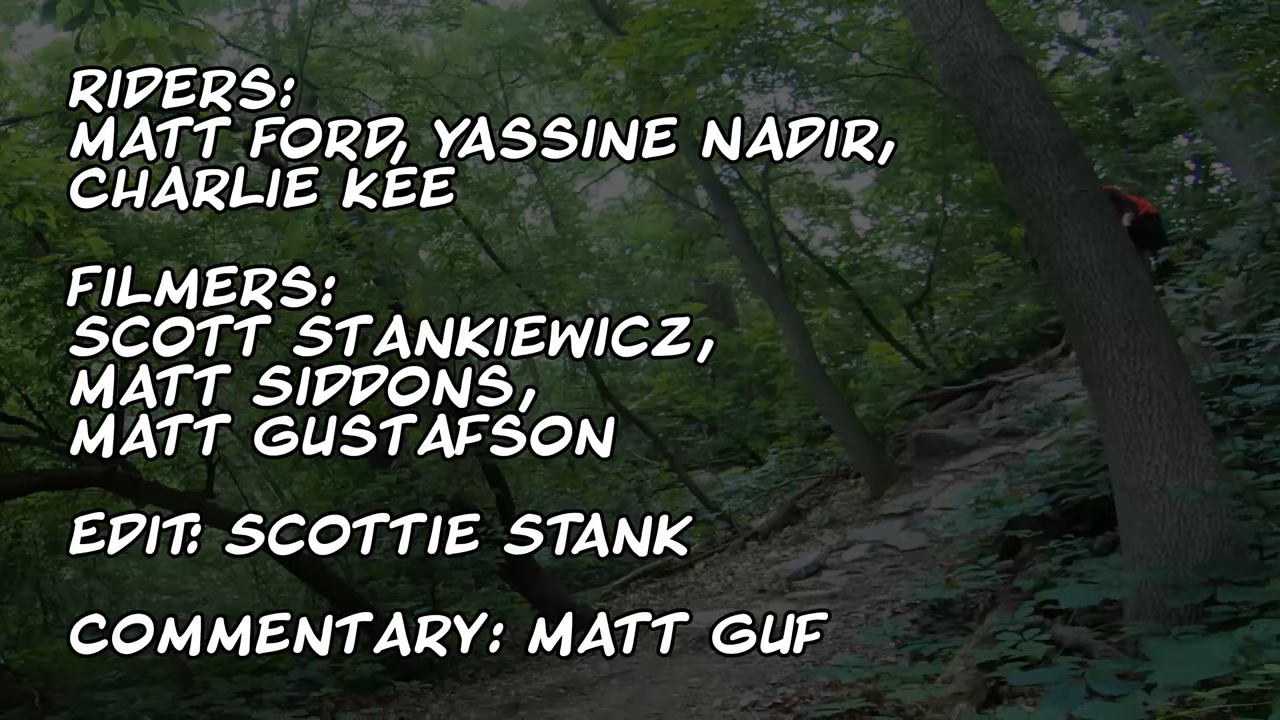 RIDERS:
MATT FORD, YASSINE NADIR,
CHARLIE KEE
FILMERS:
SCOTT STANKIEWICZ,
MATT SIDDONS,
MATT GUSTAFSON
EDIT: SCOTTIE STANK
COMMENTARY: MATT GUF